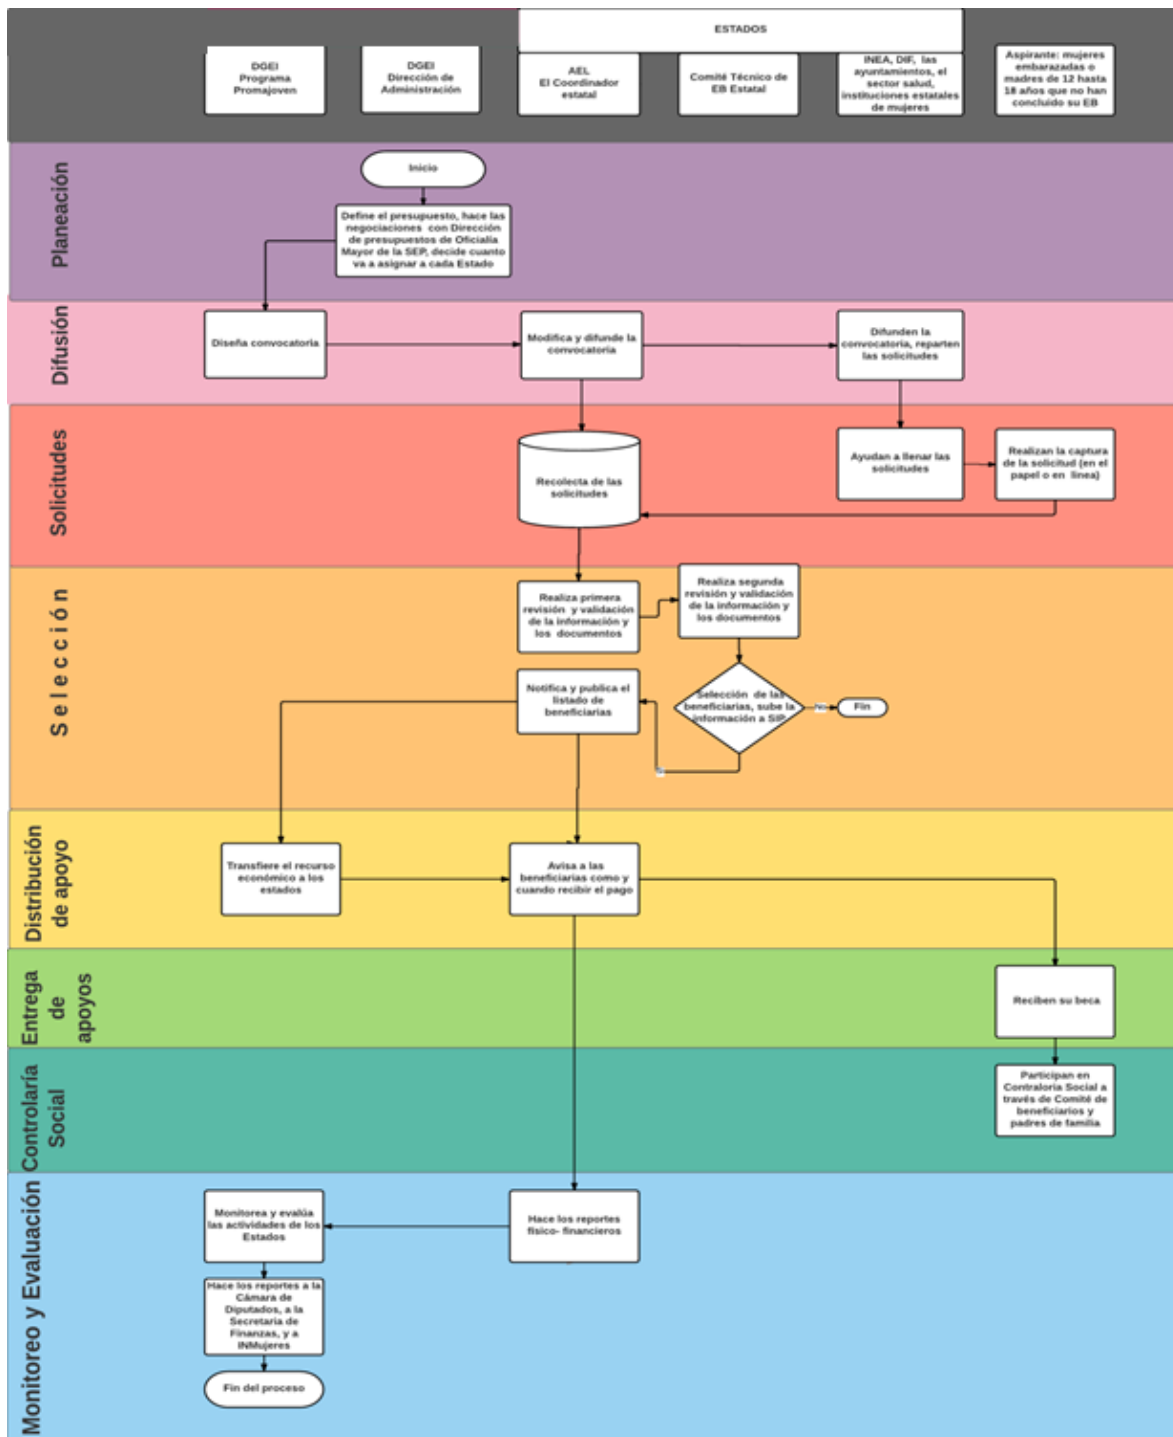 ESTADOS
DGEI
Programa
Promajoven
DGEI
Dirección de
Administración
AEL
El Coordinador
estatal
Comité Técnico de
EB Estatal
INEA, DIF, las
ayuntamientos, el
sector salud,
instituciones estatales
de mujeres
Aspirante: mujeres
embarazadas o
madres de 12 hasta
18 años que no han
concluido su EB
Planeación
Inicio
Define el presupuesto, hace las
negociaciones con Dirección
de presupuestos de Oficialía
Mayor de la SEP, decide cuanto
va a asignar a cada Estado
Difusión
Diseña convocatoria
Modifica y difunde la
convocatoria
Difunden la
convocatoria, reparten
las solicitudes
Solicitudes
Recolecta de las
solicitudes
Ayudan a llenar las
solicitudes
Realizan la captura
de la solicitud (en el
papel o en linea)
Selección
Realiza primera
revisión y validación
de la información y
los documentos
Realiza segunda
revisión y validación
de la información y
los documentos
Notifica y publica el
listado de
beneficiarias
Selección de las
beneficiarias, sube la
información a SIP
No
Fin
Distribución
de apoyo
Transfiere el recurso
económico a los
estados
Avisa a las
beneficiarias como y
cuando recibir el pago
Entrega
de
apoyos
Reciben su beca
Controlaría
Social
Participan en
Contraloria Social a
través de Comité de
beneficiarios y
padres de familia
Monitoreo y Evaluación
Monitorea y evalúa
las actividades de los
Estados
Hace los reportes
físico- financieros
Hace los reportes a la
Cámara de
Diputados, a la
Secretaria de
Finanzas, y a
INMujeres
Fin del proceso